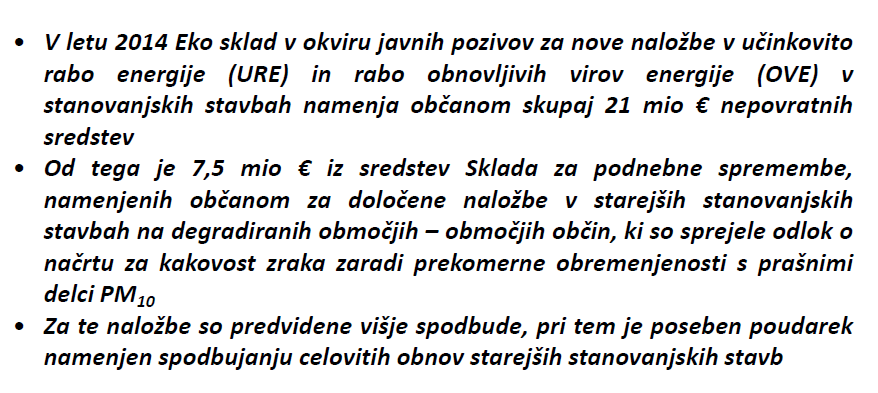 • V letu 2014 Eko sklad v okviru javnih pozivov za nove naložbe v učinkovito
rabo energije (URE) in rabo obnovljivih virov energije (OVE) v
stanovanjskih stavbah namenja občanom skupaj 21 mio € nepovratnih
sredstev
• Od tega je 7,5 mio € iz sredstev Sklada za podnebne spremembe,
namenjenih občanom za določene naložbe v starejših stanovanjskih
stavbah na degradiranih območjih – območjih občin, ki so sprejele odlok o
načrtu za kakovost zraka zaradi prekomerne obremenjenosti s prašnimi
delci PM10
• Za te naložbe so predvidene višje spodbude, pri tem je poseben poudarek
namenjen spodbujanju celovitih obnov starejših stanovanjskih stavb